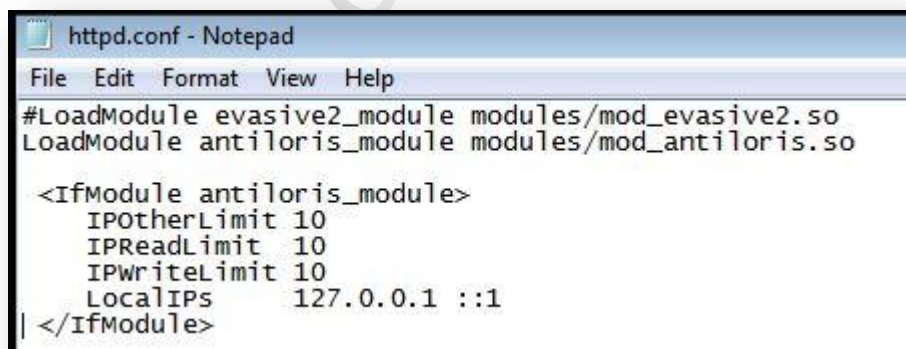 httpd.conf - Notepad
File Edit Format View Help
#LoadModule evasive2_module modules/mod_evasive2.so
LoadModule antiloris_module modules/mod_antiloris.so
<IfModule antiloris_module>
IPOtherLimit 10
IPReadLimit 10
IPWriteLimit 10
LocalIPs 127.0.0.1 ::1
</IfModule>